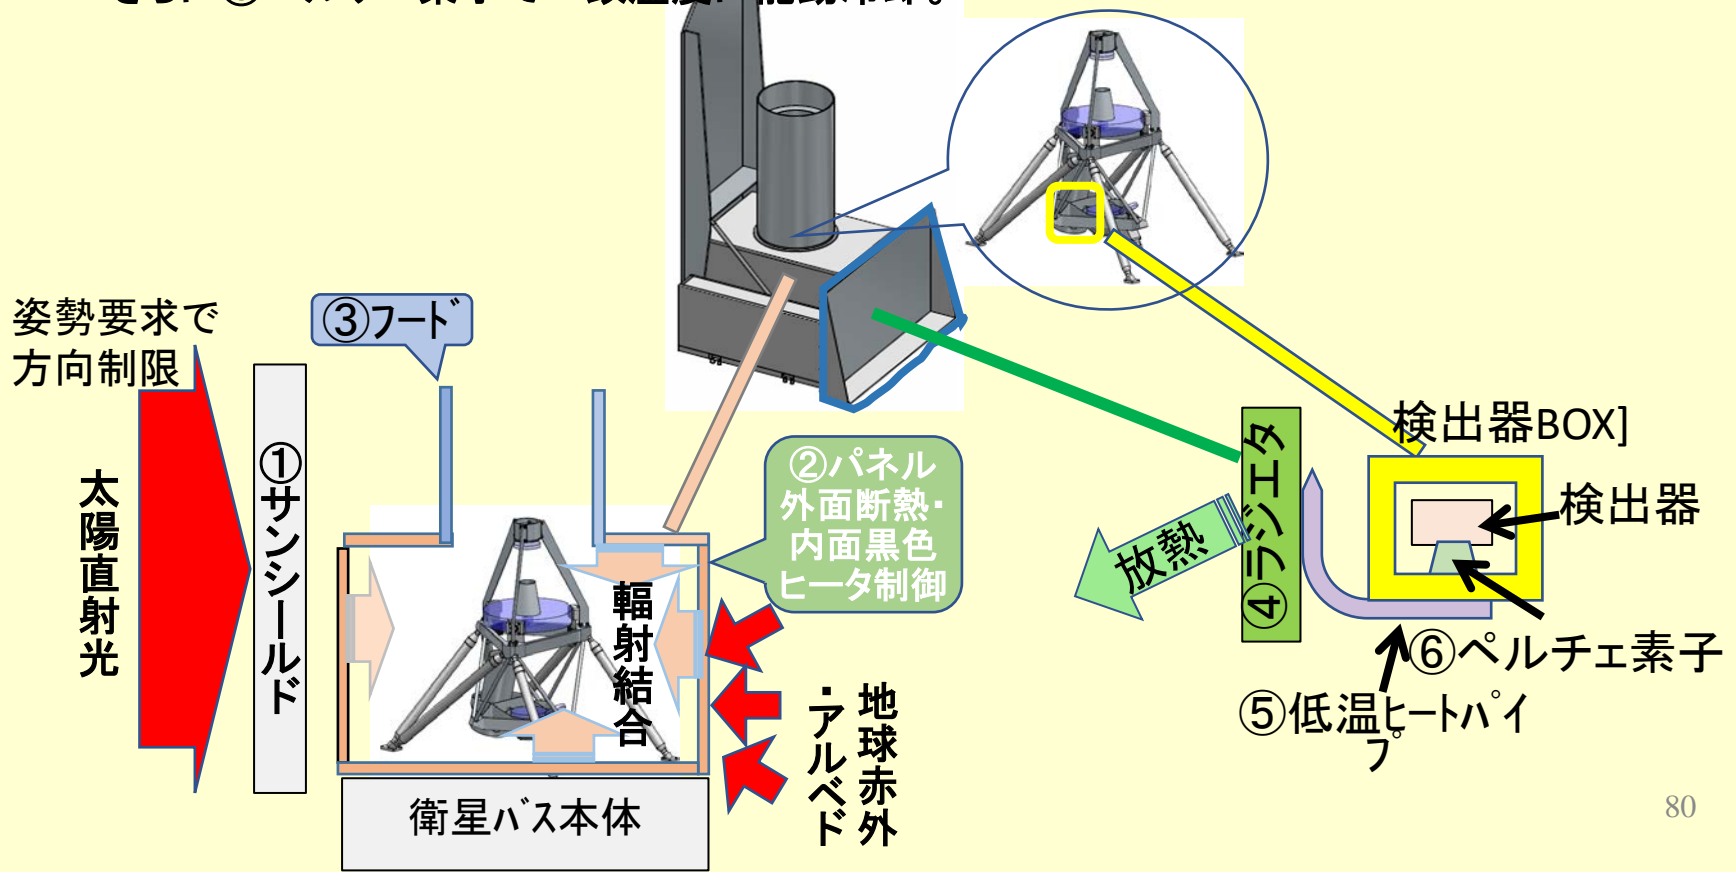 能動冷却。
姿勢要求で
方向制限
③ﾌｰﾄﾞ
太陽直射光
①サンシールド
②パネル
外面断熱・
内面黒色
ヒータ制御
輻射結合
地球赤外
・アルベド
衛星ﾊﾞｽ本体
放熱
④ラジエタ
検出器BOX]
検出器
⑥ペルチェ素子
⑤低温ﾋｰﾄﾊﾟｲ
ﾌﾟ
80